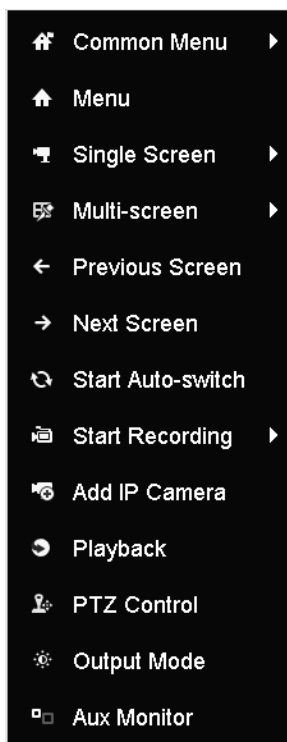 Common Menu
Menu
Single Screen
Multi-screen
Previous Screen
Next Screen
Start Auto-switch
Start Recording
Add IP Camera
Playback
PTZ Control
Output Mode
Aux Monitor